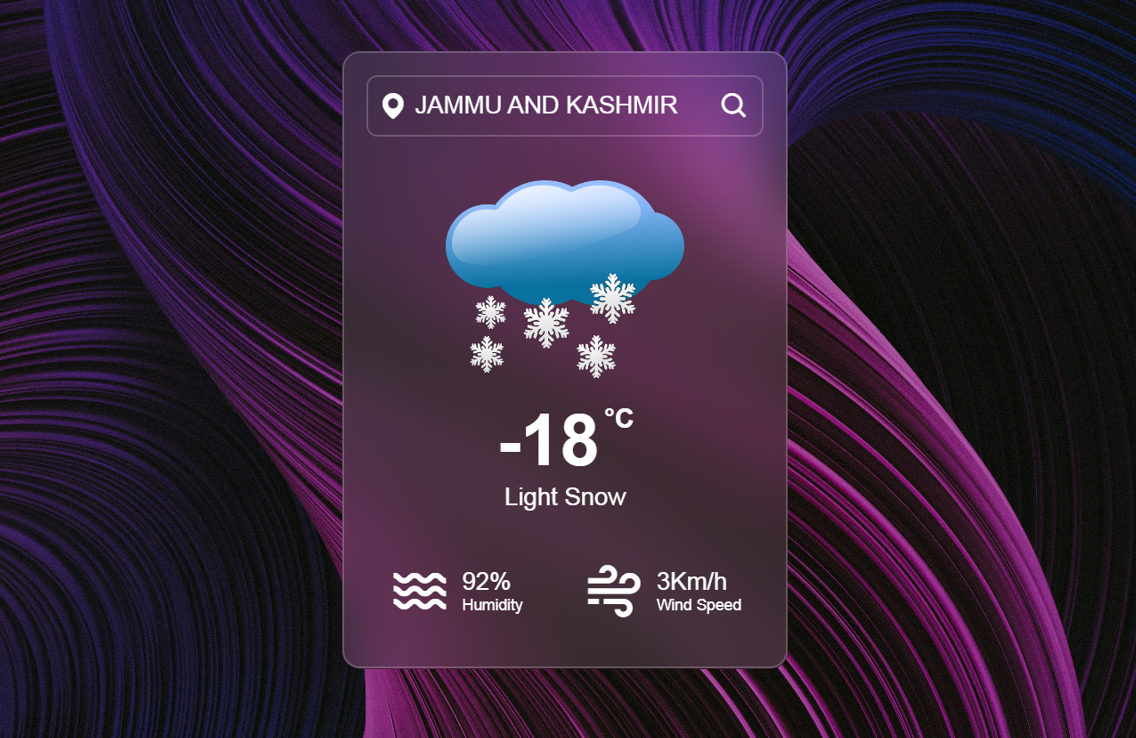 JAMMU AND KASHMIR
-18 °C
Light Snow
92%
Humidity
3Km/h
Wind Speed